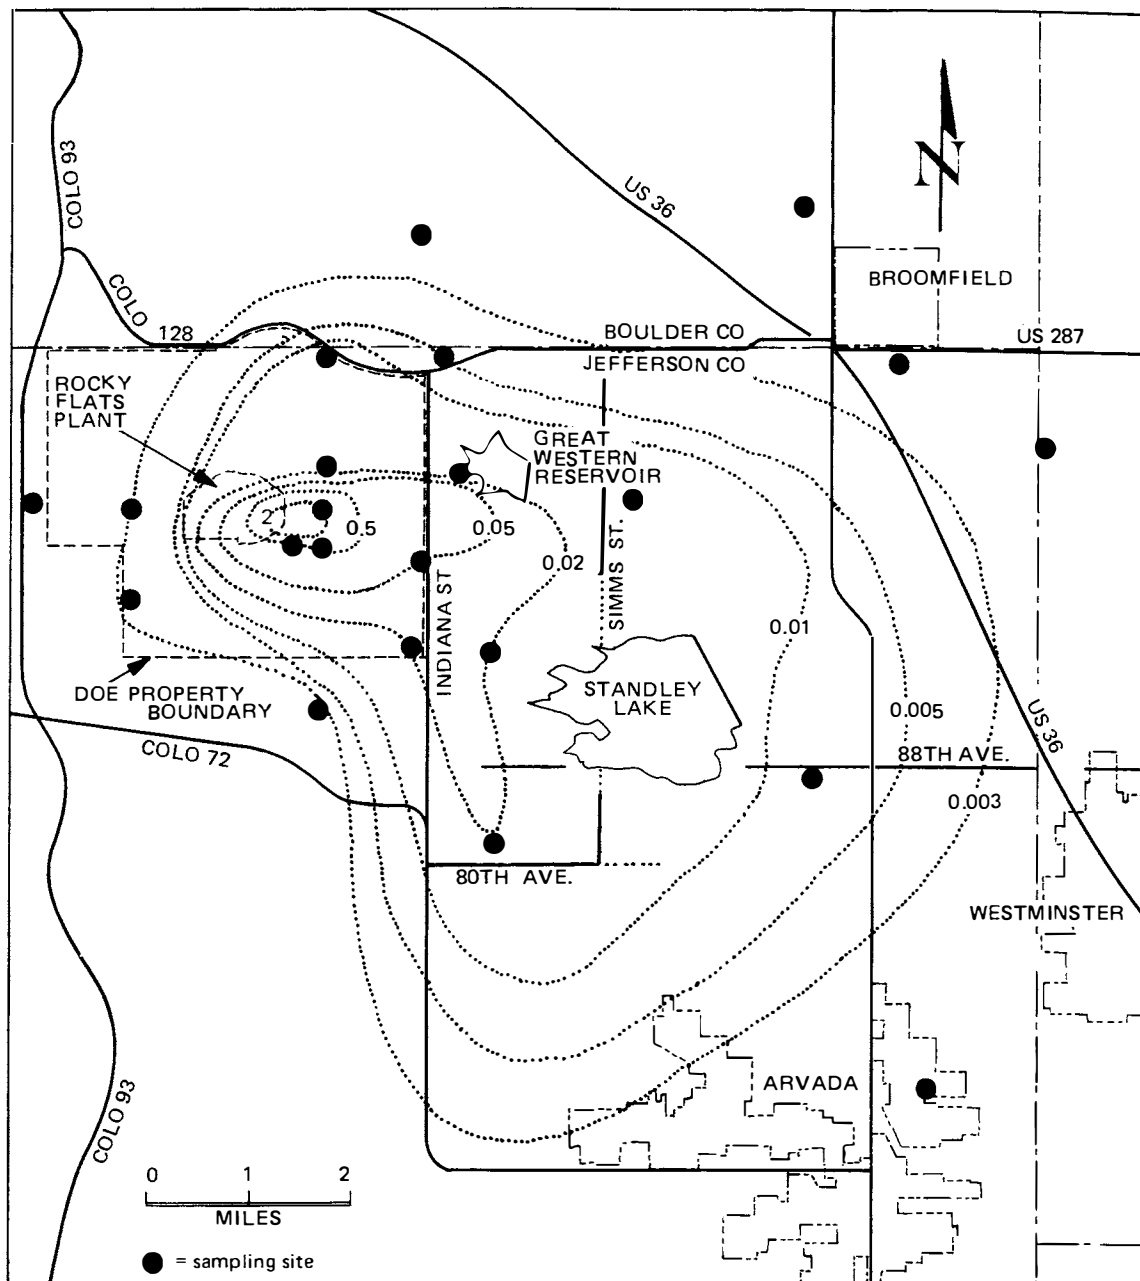 COLO 93
US 36
N
BROOMFIELD
COLO
128
BOULDER CO
US 287
JEFFERSON CO
ROCKY
FLATS
PLANT
GREAT
WESTERN
RESERVOIR
2
0.5
0.05
0.02
INDIANA ST
SIMMS ST.
0.01
STANDLEY
LAKE
DOE PROPERTY
BOUNDARY
0.005
US 36
COLO 72
88TH AVE.
0.003
80TH AVE.
WESTMINSTER
ARVADA
COLO 93
0 1 2
MILES
= sampling site